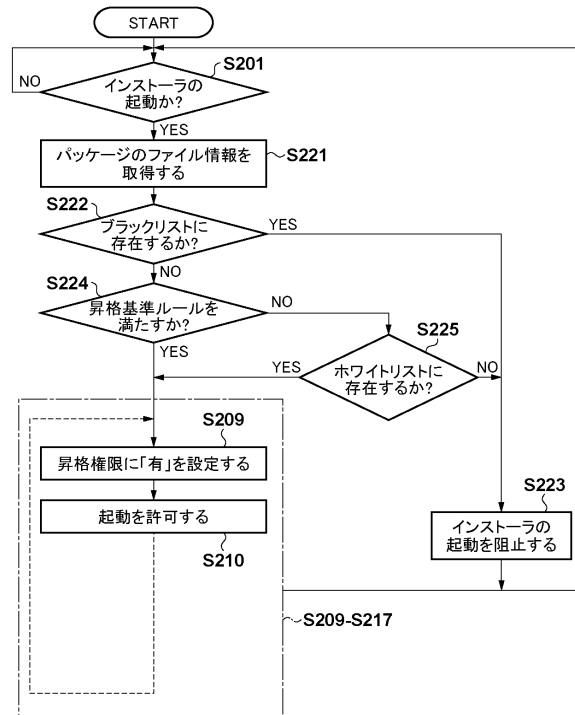 START
S201
NO
インストーラの
起動か?
YES
パッケージのファイル情報を
取得する
S221
S222
ブラックリストに
存在するか?
YES
NO
S224
昇格基準ルールを
満たすか?
NO
YES
S225
YES
ホワイトリストに
存在するか?
NO
S209
昇格権限に「有」を設定する
起動を許可する
S210
S223
インストーラの
起動を阻止する
S209-S217